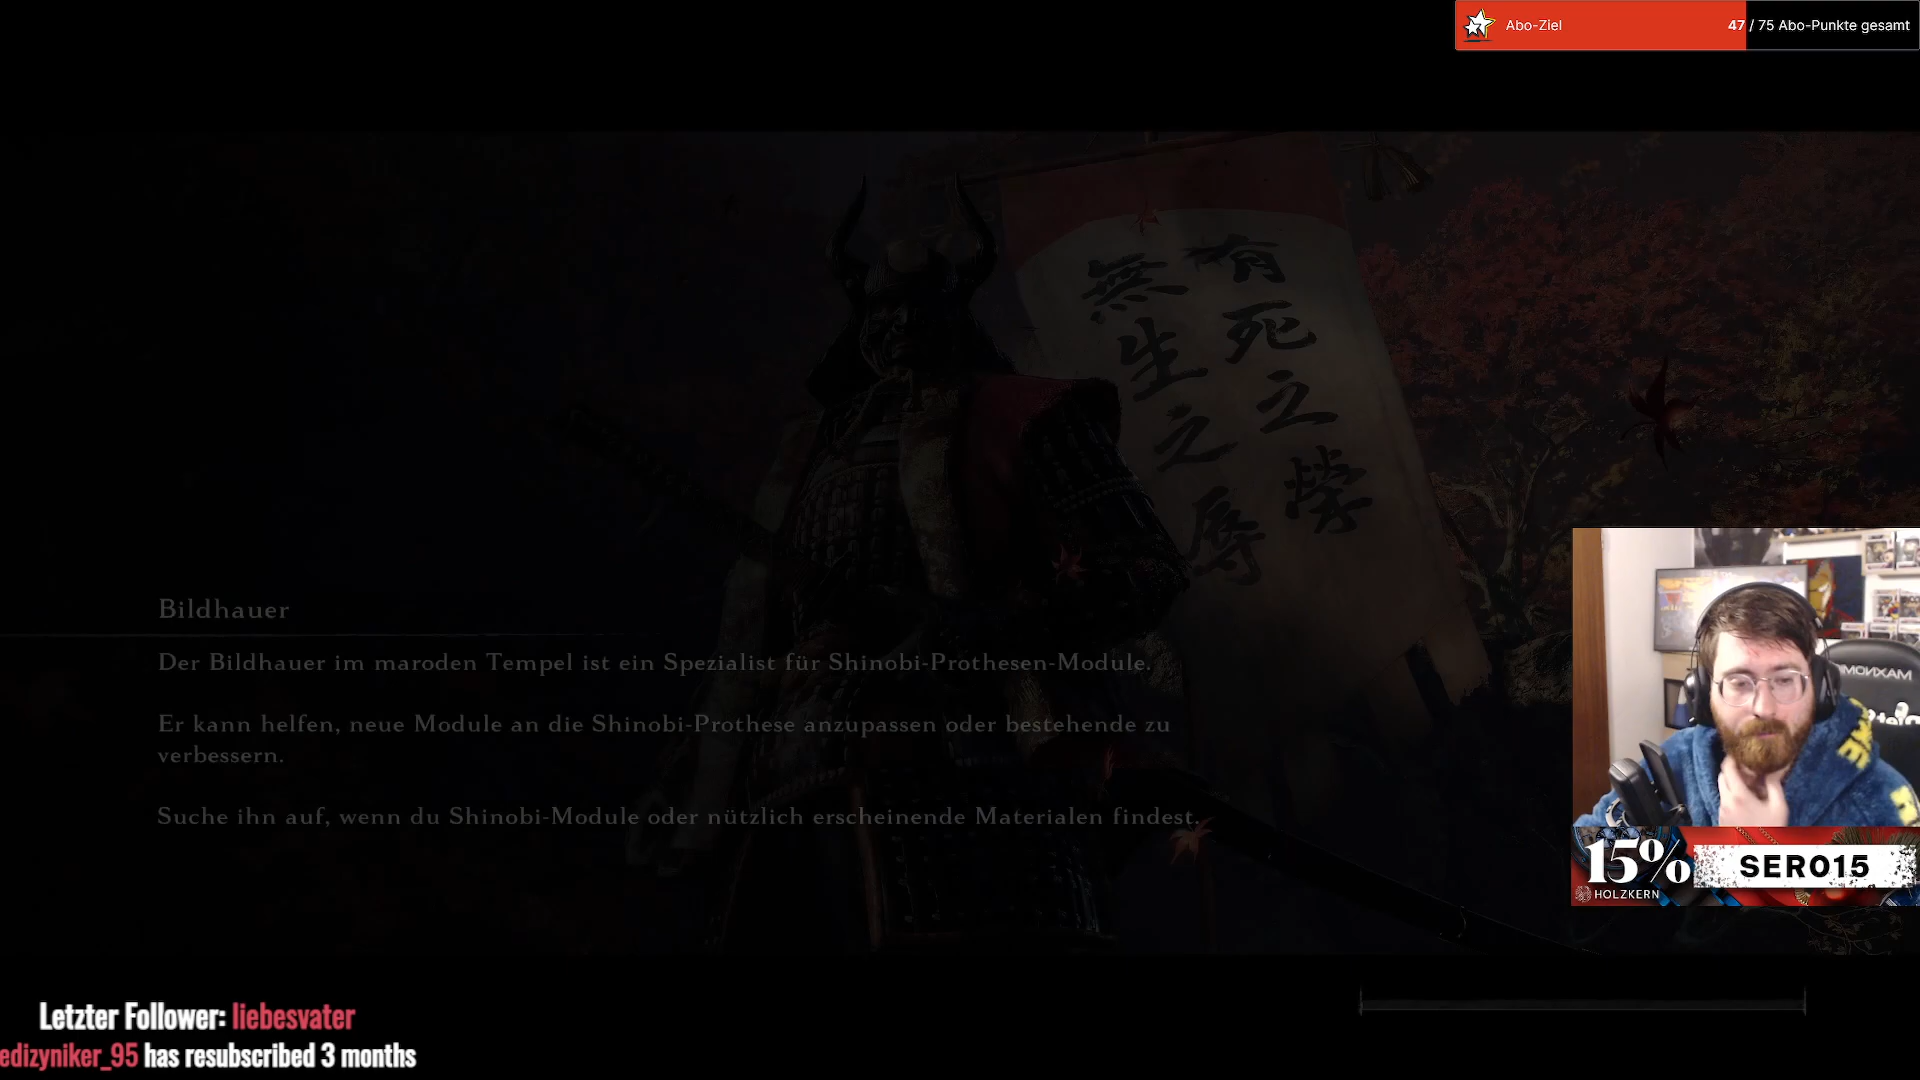 Abo-Ziel
47 / 75 Abo-Punkte gesamt
有死之榮
無生之辱
Bildhauer
Der Bildhauer im maroden Tempel ist ein Spezialist für Shinobi-Prothesen-Module.
Er kann helfen, neue Module an die Shinobi-Prothese anzupassen oder bestehende zu
verbessern.
Suche ihn auf, wenn du Shinobi-Module oder nützlich erscheinende Materialen findest.
15%
SERO15
HOLZKERN
Letzter Follower: liebesvater
edizyniker_95 has resubscribed 3 months